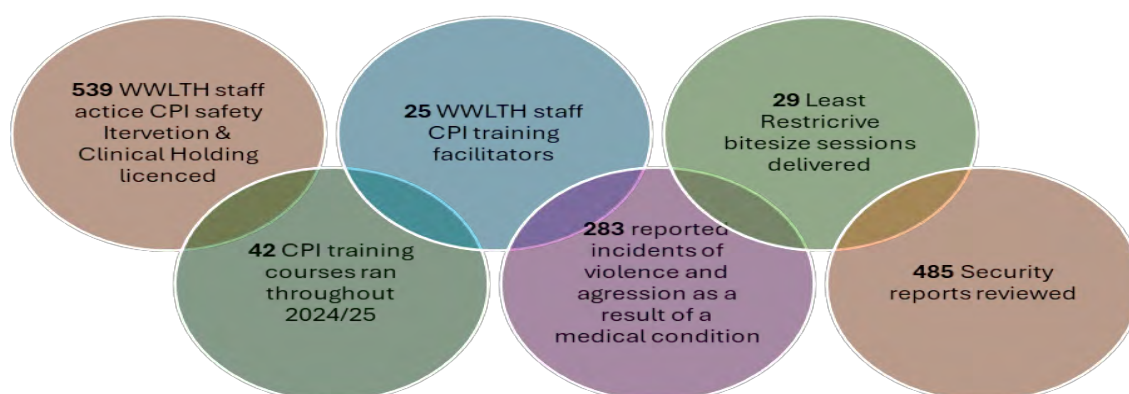 539 WWLTH staff
actice CPI safety
Itervetion &
Clinical Holding
licenced
25 WWLTH staff
CPI training
facilitators
29 Least
Restricrive
bitesize sessions
delivered
42 CPI training
courses ran
throughout
2024/25
283 reported
incidents of
violence and
agression as a
result of a
medical condition
485 Security
reports reviewed